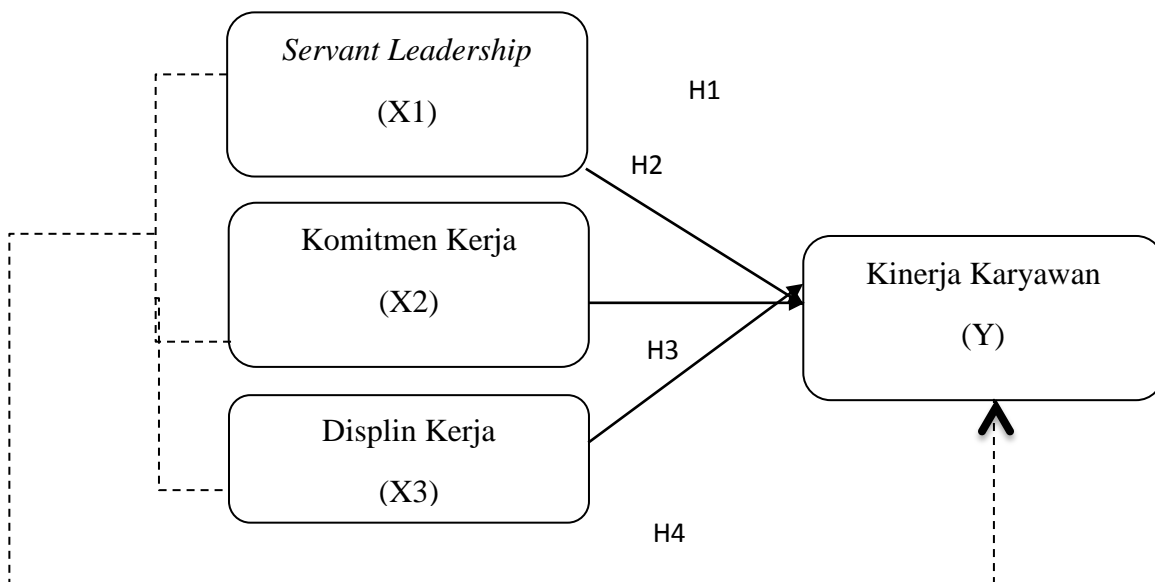 Servant Leadership
(X1)
H1
H2
Komitmen Kerja
(X2)
Kinerja Karyawan
(Y)
H3
Displin Kerja
(X3)
H4